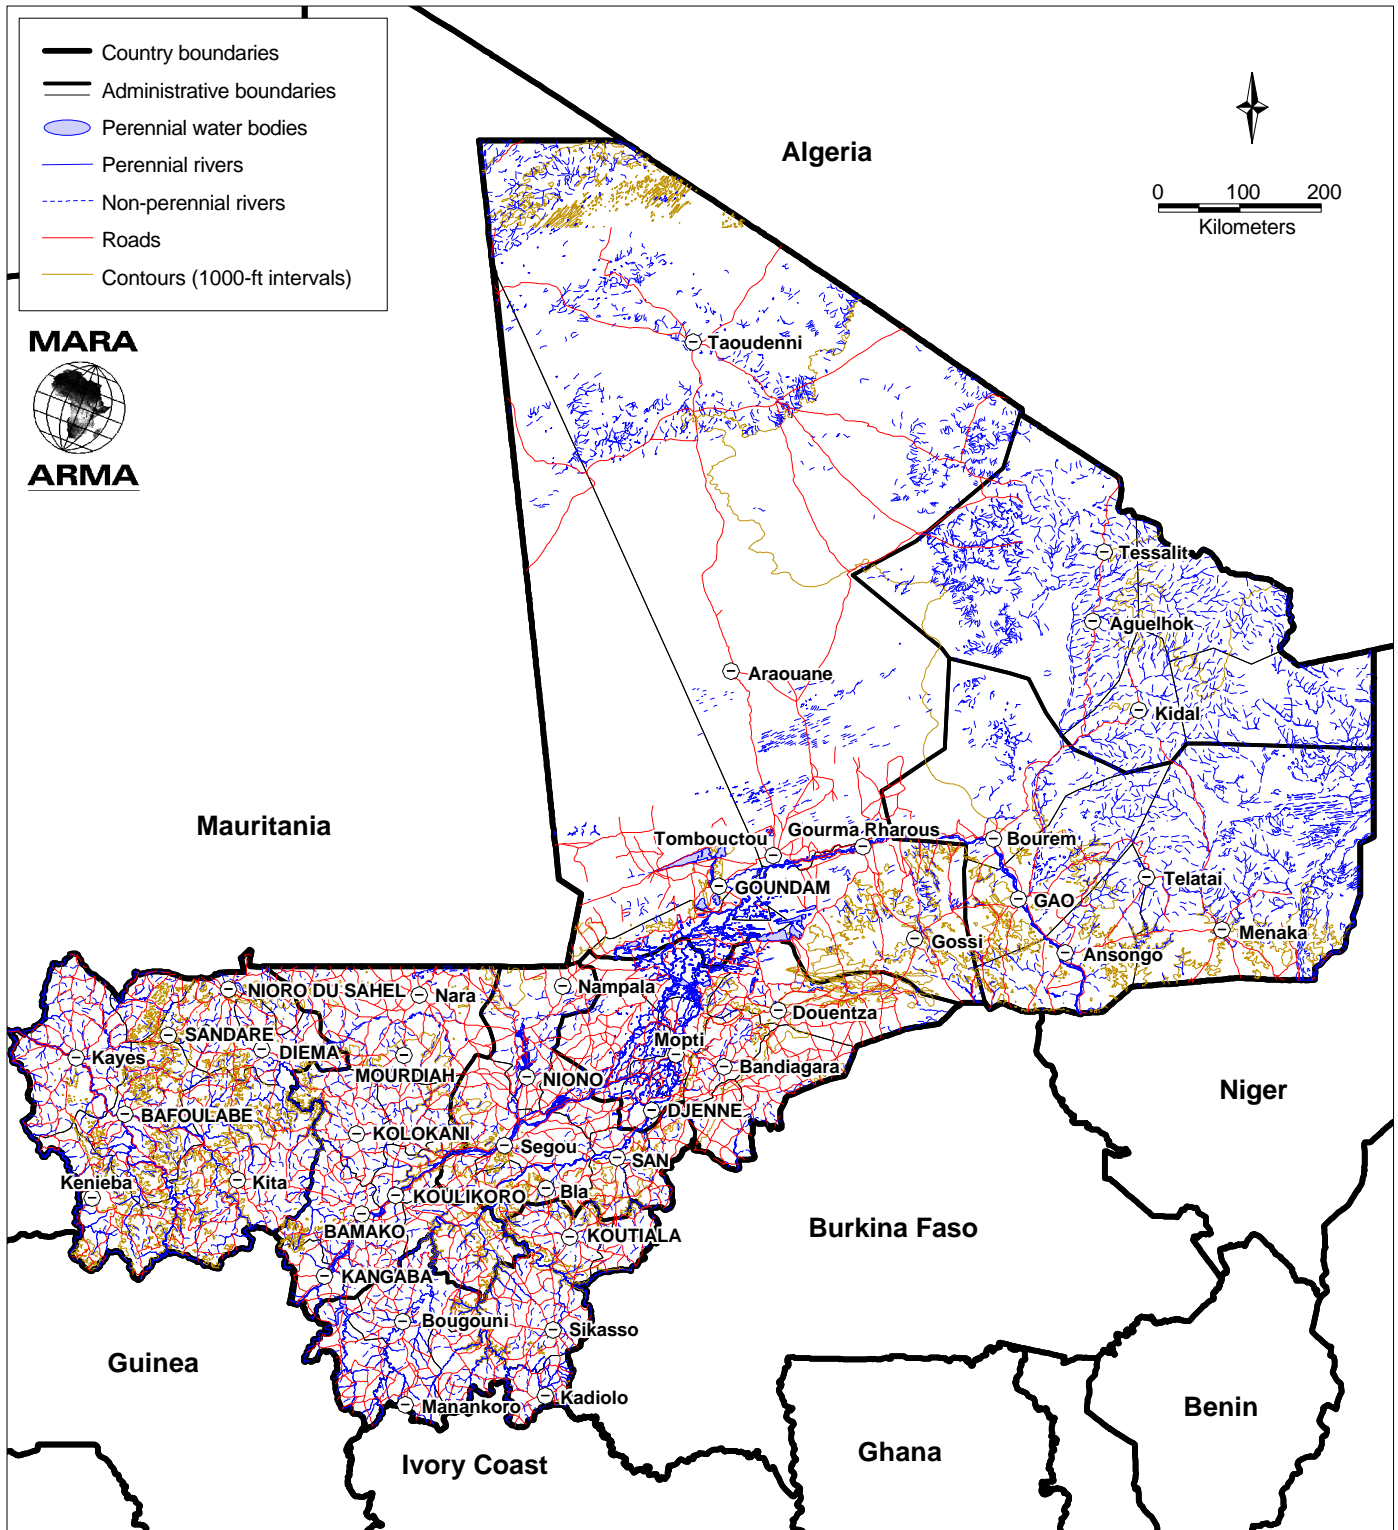 Country boundaries
Administrative boundaries
Perennial water bodies
Perennial rivers
Non-perennial rivers
Roads
Contours (1000-ft intervals)
MARA
ARMA
Algeria
0 100 200
Kilometers
Taoudenni
Tessalit
Aguelhok
Araouane
Kidal
Mauritania
Tombouctou
Gourma Rharous
Bourem
GOUNDAM
Telatai
GAO
Gossi
Menaka
Ansongo
NIORO DU SAHEL
Nara
Nampala
Douentza
SANDARE
Kayes
DIEMA
MOURDIAH
Mopti
NIONO
Bandiagara
Niger
BAFOULABE
DJENNE
KOLOKANI
Segou
SAN
Kenieba
Kita
KOULIKORO
Bla
BAMAKO
KOUTIALA
Burkina Faso
KANGABA
Bougouni
Sikasso
Guinea
Manankoro
Kadiolo
Benin
Ivory Coast
Ghana